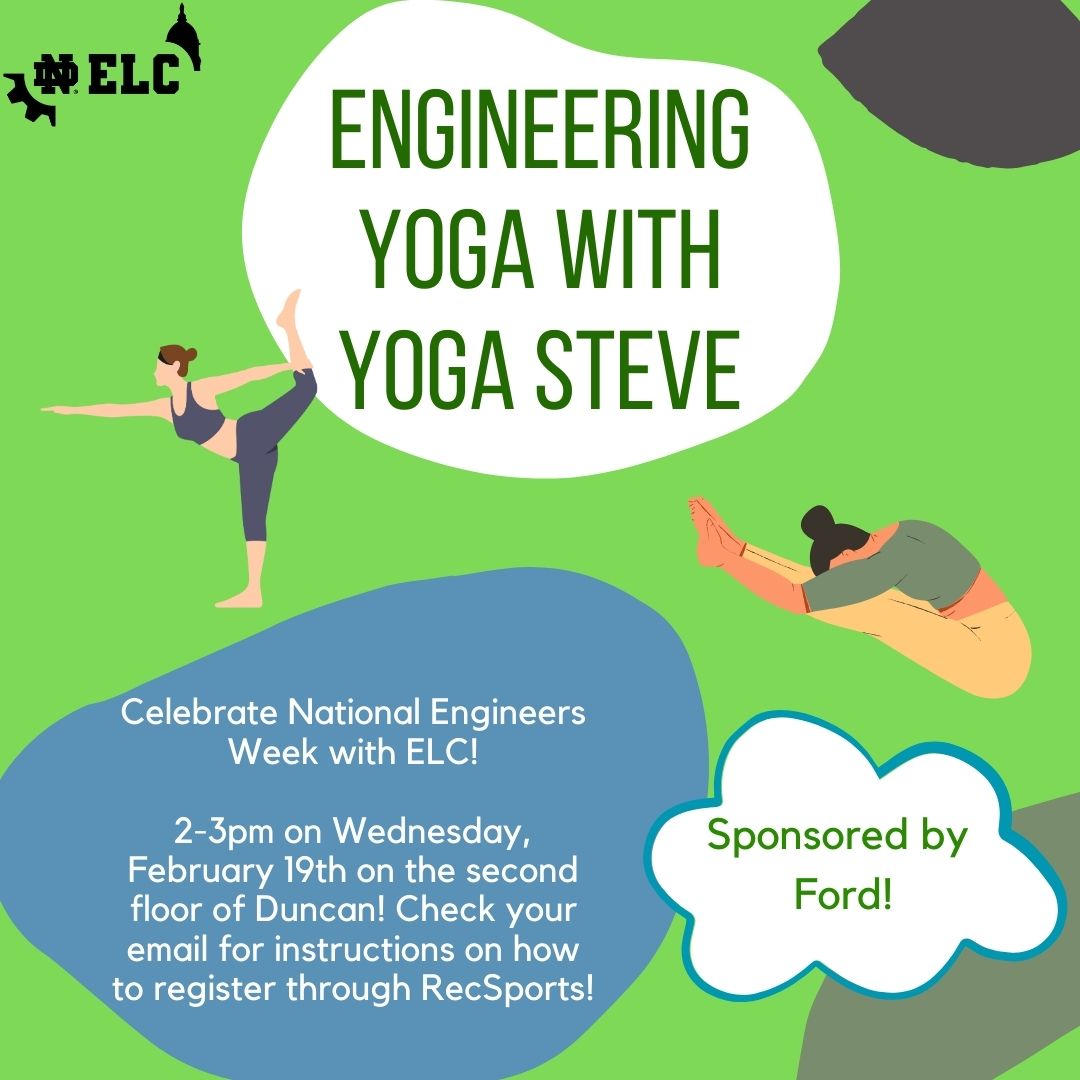 ND ELC
ENGINEERING
YOGA WITH
YOGA STEVE
Celebrate National Engineers
Week with ELC!
2-3pm on Wednesday,
February 19th on the second
floor of Duncan! Check your
email for instructions on how
to register through RecSports!
Sponsored by
Ford!